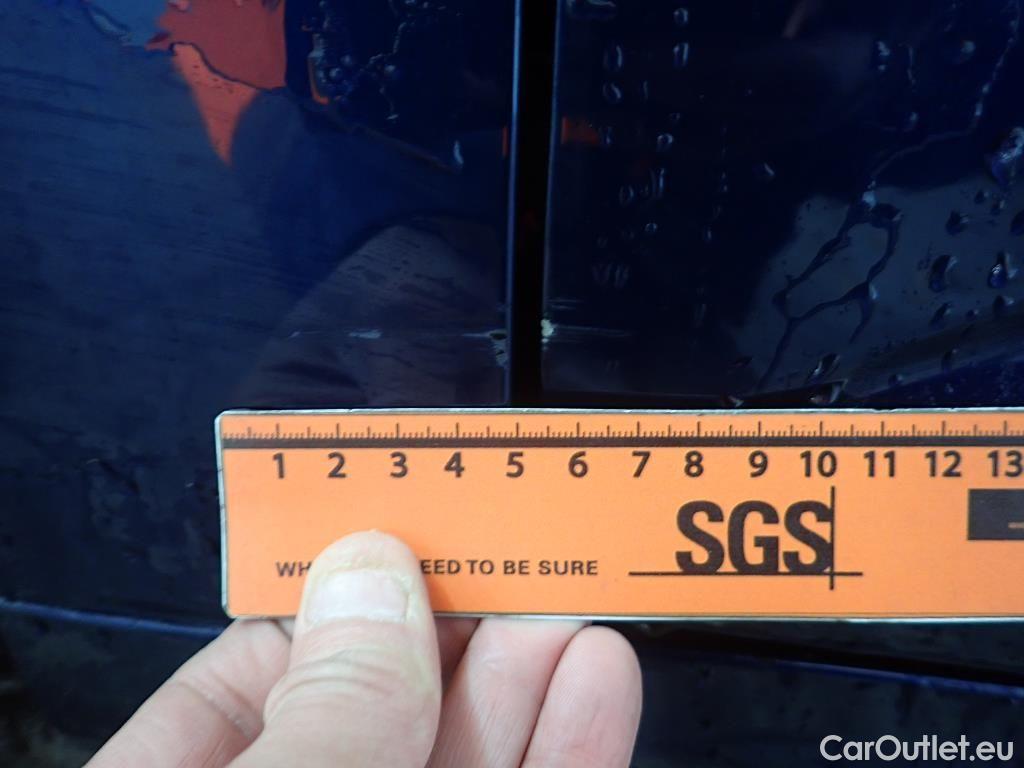 1 2 3 4 5 6 7 8 9 10 11 12 13
SGS
EED TO BE SURE
CarOutlet.eu